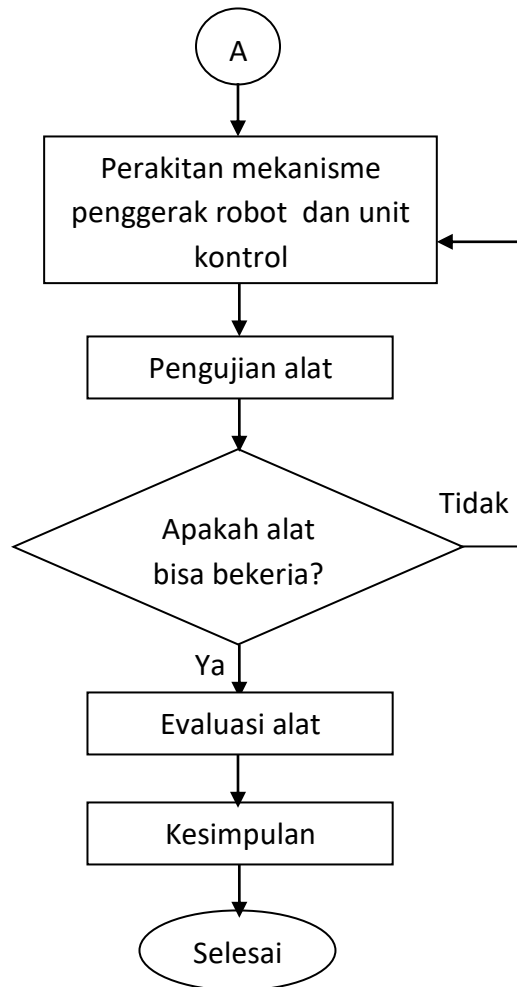 A
Perakitan mekanisme
penggerak robot dan unit
kontrol
Pengujian alat
Tidak
Apakah alat
bisa bekerja?
Ya
Evaluasi alat
Kesimpulan
Selesai